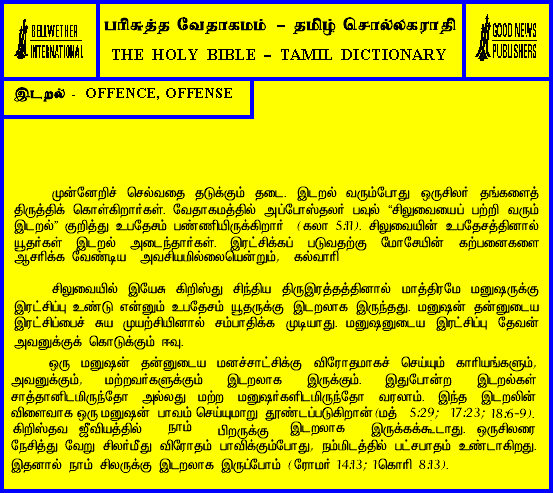 BELLWETHER
INTERNATIONAL
பரிசுத்த வேதாகமம் - தமிழ் சொல்லகராதி
THE HOLY BIBLE - TAMIL DICTIONARY
GOOD NEWS
PUBLISHERS
இடறல் - OFFENCE, OFFENSE
முன்னேறிச் செல்வதை தடுக்கும் தடை. இடறல் வரும்போது ஒருசிலர் தங்களைத்
திருத்திக் கொள்கிறார்கள். வேதாகமத்தில் அப்போஸ்தலர் பவுல் “சிலுவையைப் பற்றி வரும்
இடறல்” குறித்து உபதேசம் பண்ணியிருக்கிறார் (கலா 5:11). சிலுவையின் உபதேசத்தினால்
யூதர்கள் இடறல் அடைந்தார்கள். இரட்சிக்கப் படுவதற்கு மோசேயின் கற்பனைகளை
ஆசரிக்க வேண்டிய அவசியமில்லையென்றும், கல்வாரி
சிலுவையில் இயேசு கிறிஸ்து சிந்திய திருஇரத்தத்தினால் மாத்திரமே மனுஷருக்கு
இரட்சிப்பு உண்டு என்னும் உபதேசம் யூதருக்கு இடறலாக இருந்தது. மனுஷன் தன்னுடைய
இரட்சிப்பைச் சுய முயற்சியினால் சம்பாதிக்க முடியாது. மனுஷனுடைய இரட்சிப்பு தேவன்
அவனுக்குக் கொடுக்கும் ஈவு.
ஒரு மனுஷன் தன்னுடைய மனச்சாட்சிக்கு விரோதமாகச் செய்யும் காரியங்களும்,
அவனுக்கும், மற்றவர்களுக்கும் இடறலாக இருக்கும். இதுபோன்ற இடறல்கள்
சாத்தானிடமிருந்தோ அல்லது மற்ற மனுஷர்களிடமிருந்தோ வரலாம். இந்த இடறலின்
விளைவாக ஒரு மனுஷன் பாவம் செய்யுமாறு தூண்டப்படுகிறான் (மத் 5:29; 17:23; 18:6-9).
கிறிஸ்தவ ஜீவியத்தில் நாம் பிறருக்கு இடறலாக இருக்கக்கூடாது. ஒருசிலரை
நேசித்து வேறு சிலர்மீது விரோதம் பாவிக்கும்போது, நம்மிடத்தில் பட்சபாதம் உண்டாகிறது.
இதனால் நாம் சிலருக்கு இடறலாக இருப்போம் (ரோமர் 14:13; 1கொரி 8:13).